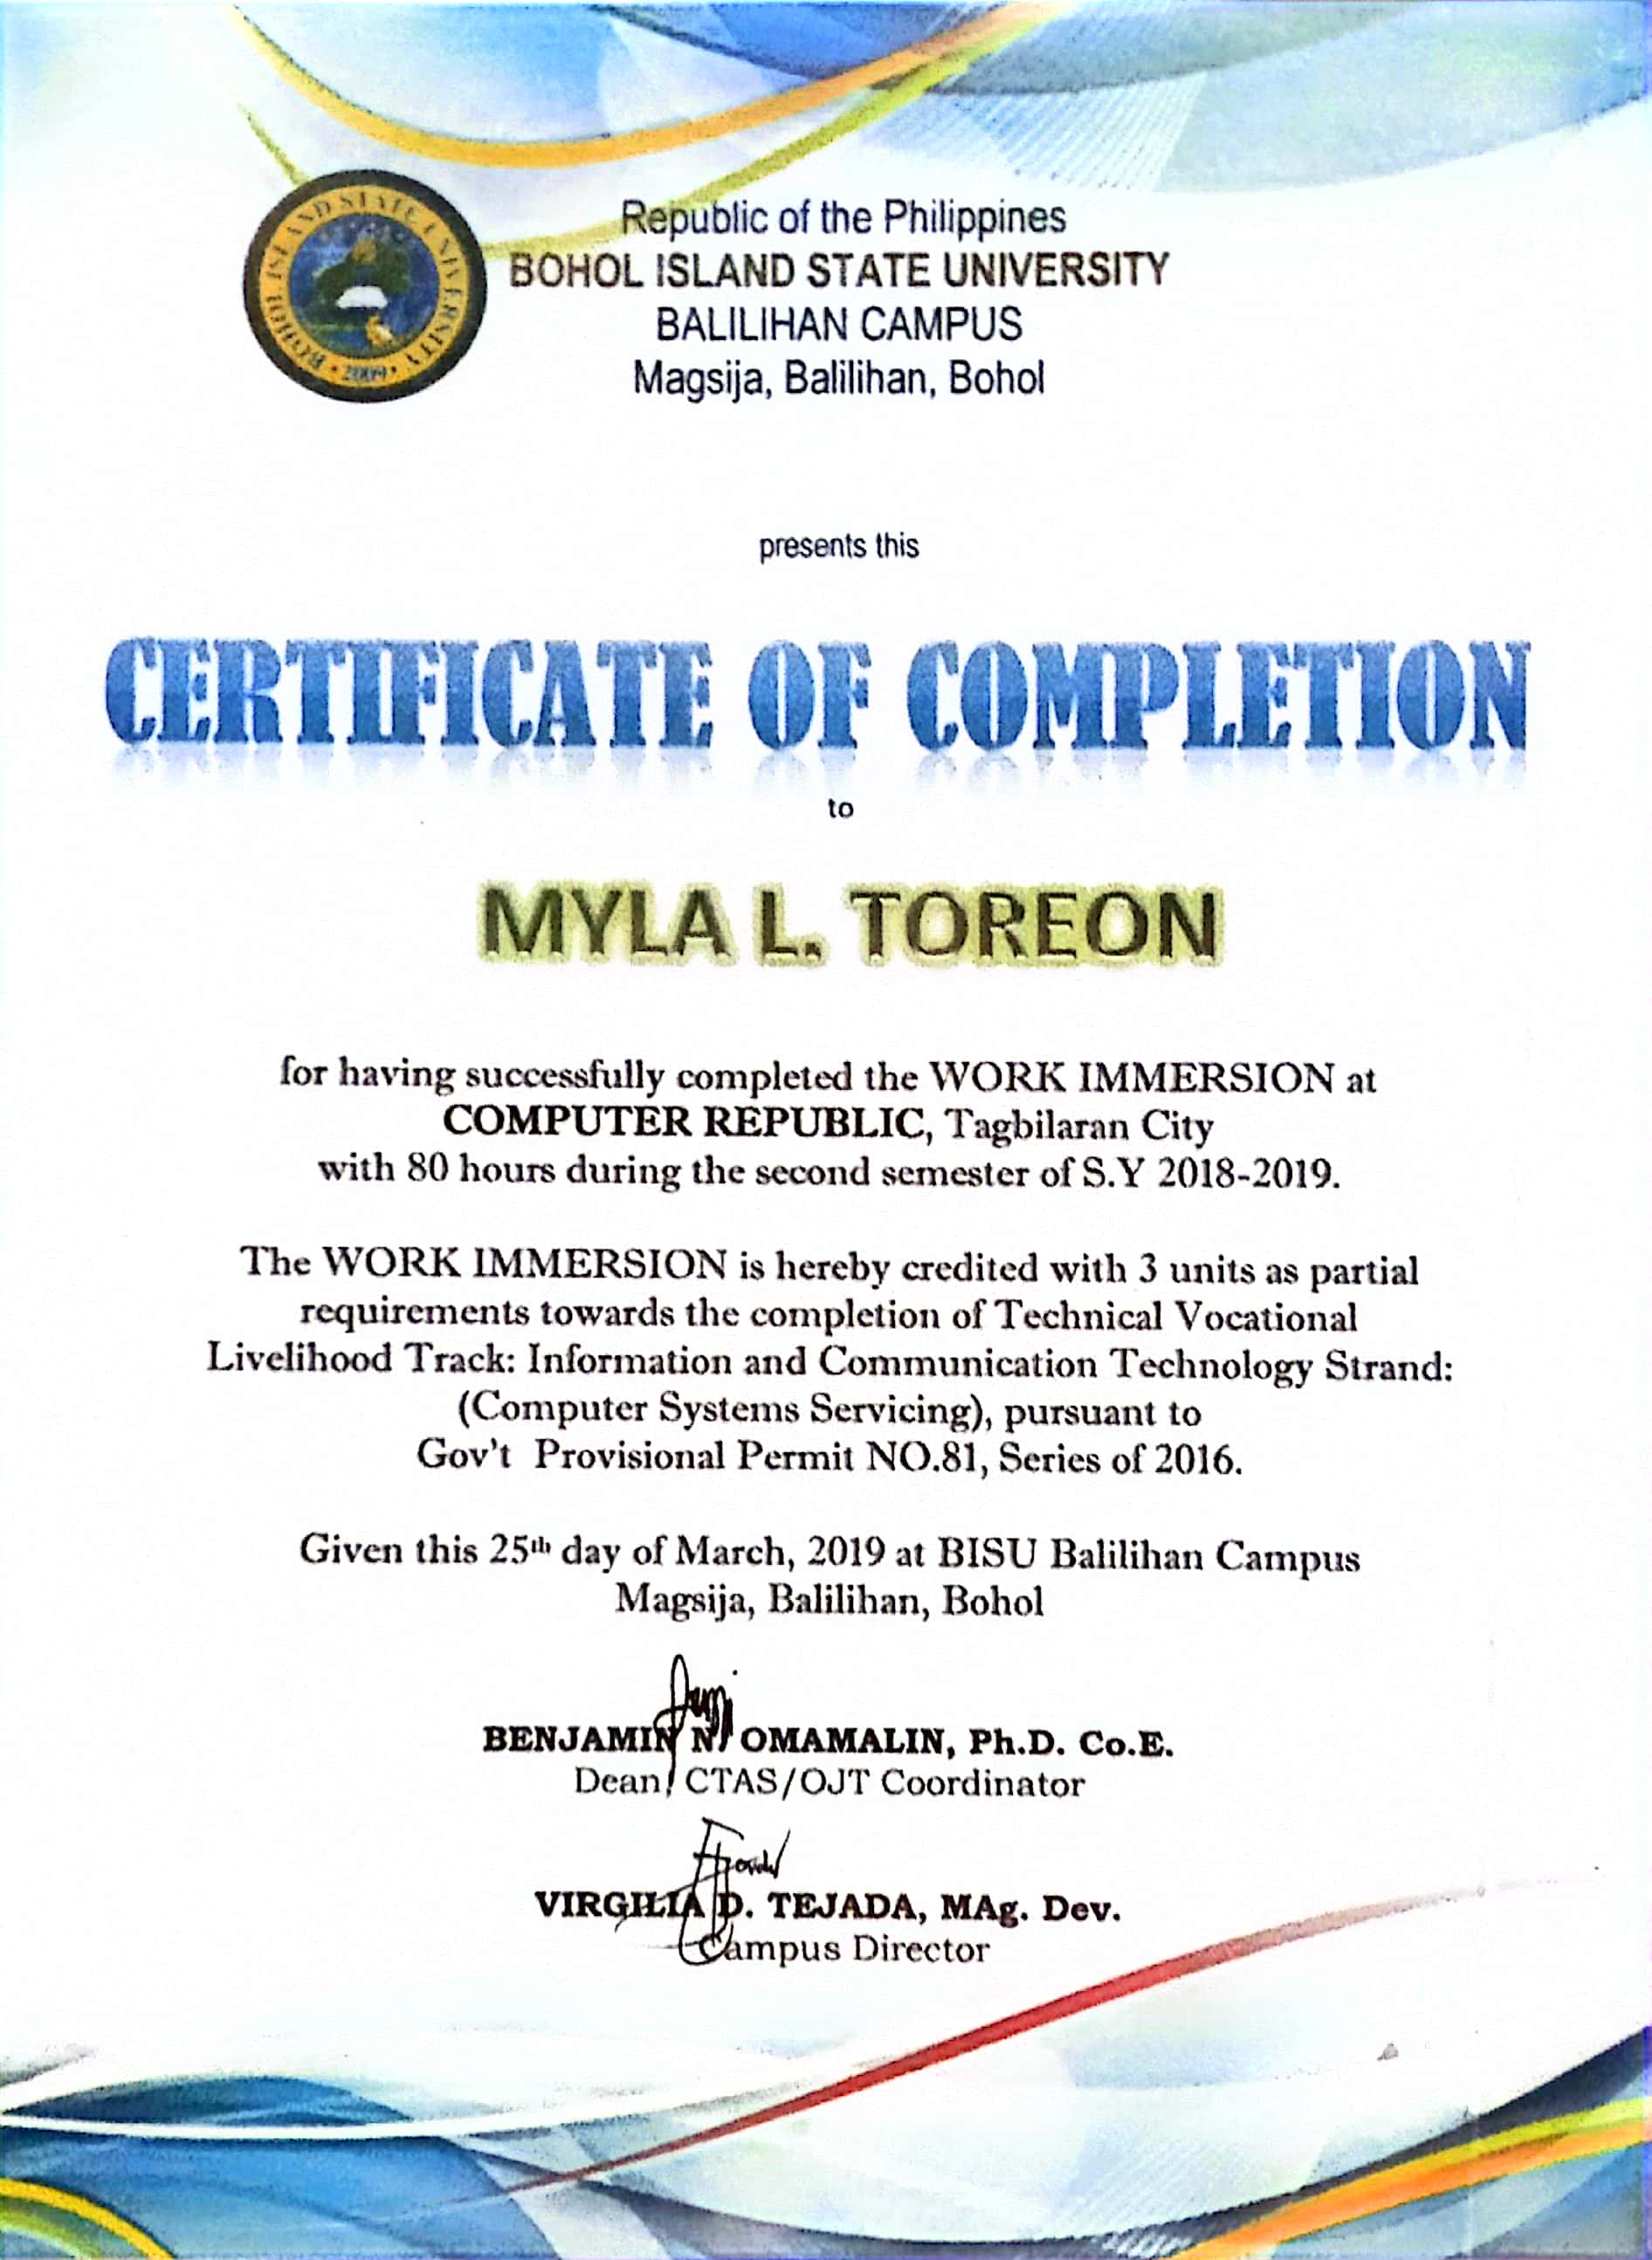 BOHOL ISLAND STATE UNIVERSITY
• 2009 •
Republic of the Philippines
BOHOL ISLAND STATE UNIVERSITY
BALILIHAN CAMPUS
Magsija, Balilihan, Bohol
presents this
CERTIFICATE OF COMPLETION
to
MYLA L. TOREON
for having successfully completed the WORK IMMERSION at
COMPUTER REPUBLIC, Tagbilaran City
with 80 hours during the second semester of S.Y 2018-2019.
The WORK IMMERSION is hereby credited with 3 units as partial
requirements towards the completion of Technical Vocational
Livelihood Track: Information and Communication Technology Strand:
(Computer Systems Servicing), pursuant to
Gov't Provisional Permit NO.81, Series of 2016.
Given this 25th day of March, 2019 at BISU Balilihan Campus
Magsija, Balilihan, Bohol
BENJAMIN N. OMAMALIN, Ph.D. Co.E.
Dean, CTAS/OJT Coordinator
VIRGILIA D. TEJADA, MAg. Dev.
Campus Director